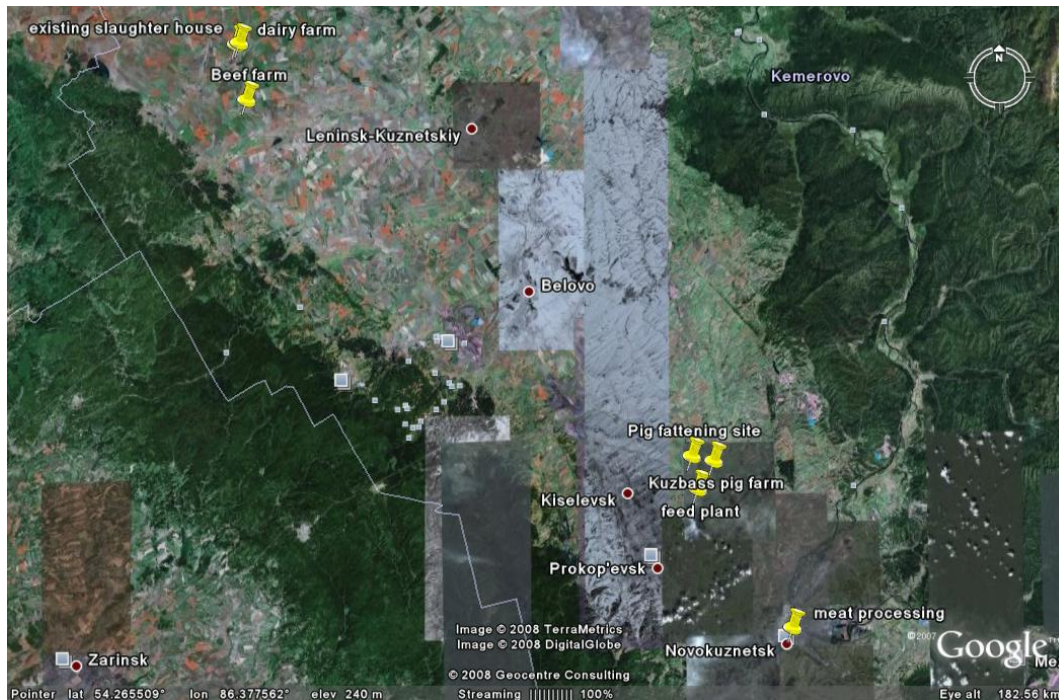 existing slaughter house
dairy farm
Beef farm
Kemerovo
N
Leninsk-Kuznetskiy
Belovo
Pig fattening site
Kuzbass pig farm
Kiselevsk
feed plant
Prokop'evsk
meat processing
Novokuznetsk
Zarinsk
Image © 2008 TerraMetrics
Image © 2008 DigitalGlobe
© 2008 Geocentre Consulting
©2007 Google™
Pointer lat 54.265509° lon 86.377562° elev 240 m Streaming |||||||||| 100% Eye alt 182.56 km